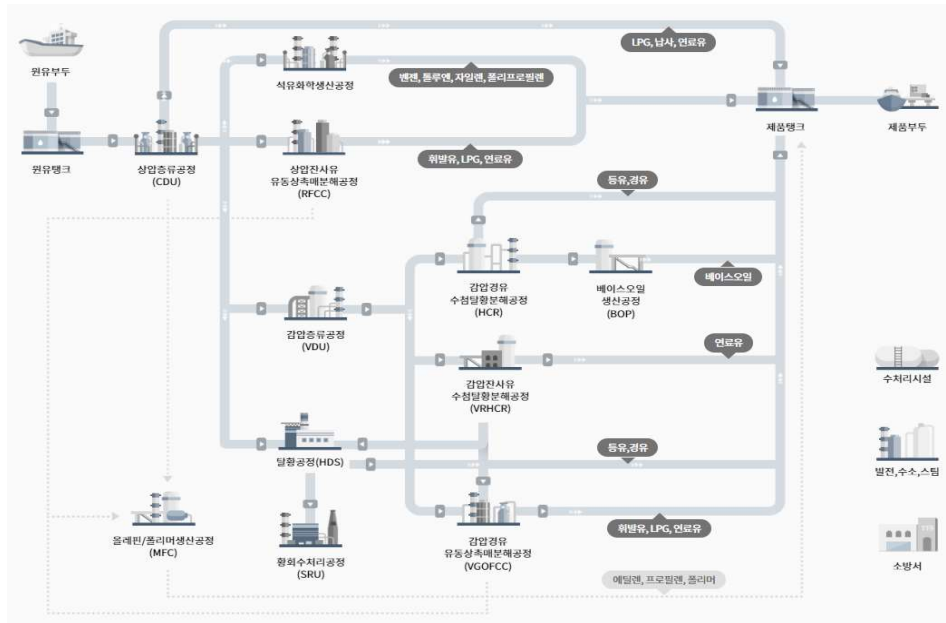 원유부두
원유탱크
상압증류공정
(CDU)
석유화학생산공정
벤젠, 톨루엔, 자일렌, 폴리프로필렌
LPG, 납사, 연료유
상압잔사유
유동상촉매분해공정
(RFCC)
휘발유, LPG, 연료유
제품탱크
제품부두
등유,경유
감압경유
수첨탈황분해공정
(HCR)
베이스오일
생산공정
(BOP)
베이스오일
감압증류공정
(VDU)
연료유
감압잔사유
수첨탈황분해공정
(VRHCR)
수처리시설
탈황공정(HDS)
등유,경유
발전,수소,스팀
올레핀/폴리머생산공정
(MFC)
황회수처리공정
(SRU)
감압경유
유동상촉매분해공정
(VGOFCC)
휘발유, LPG, 연료유
에틸렌, 프로필렌, 폴리머
119
소방서